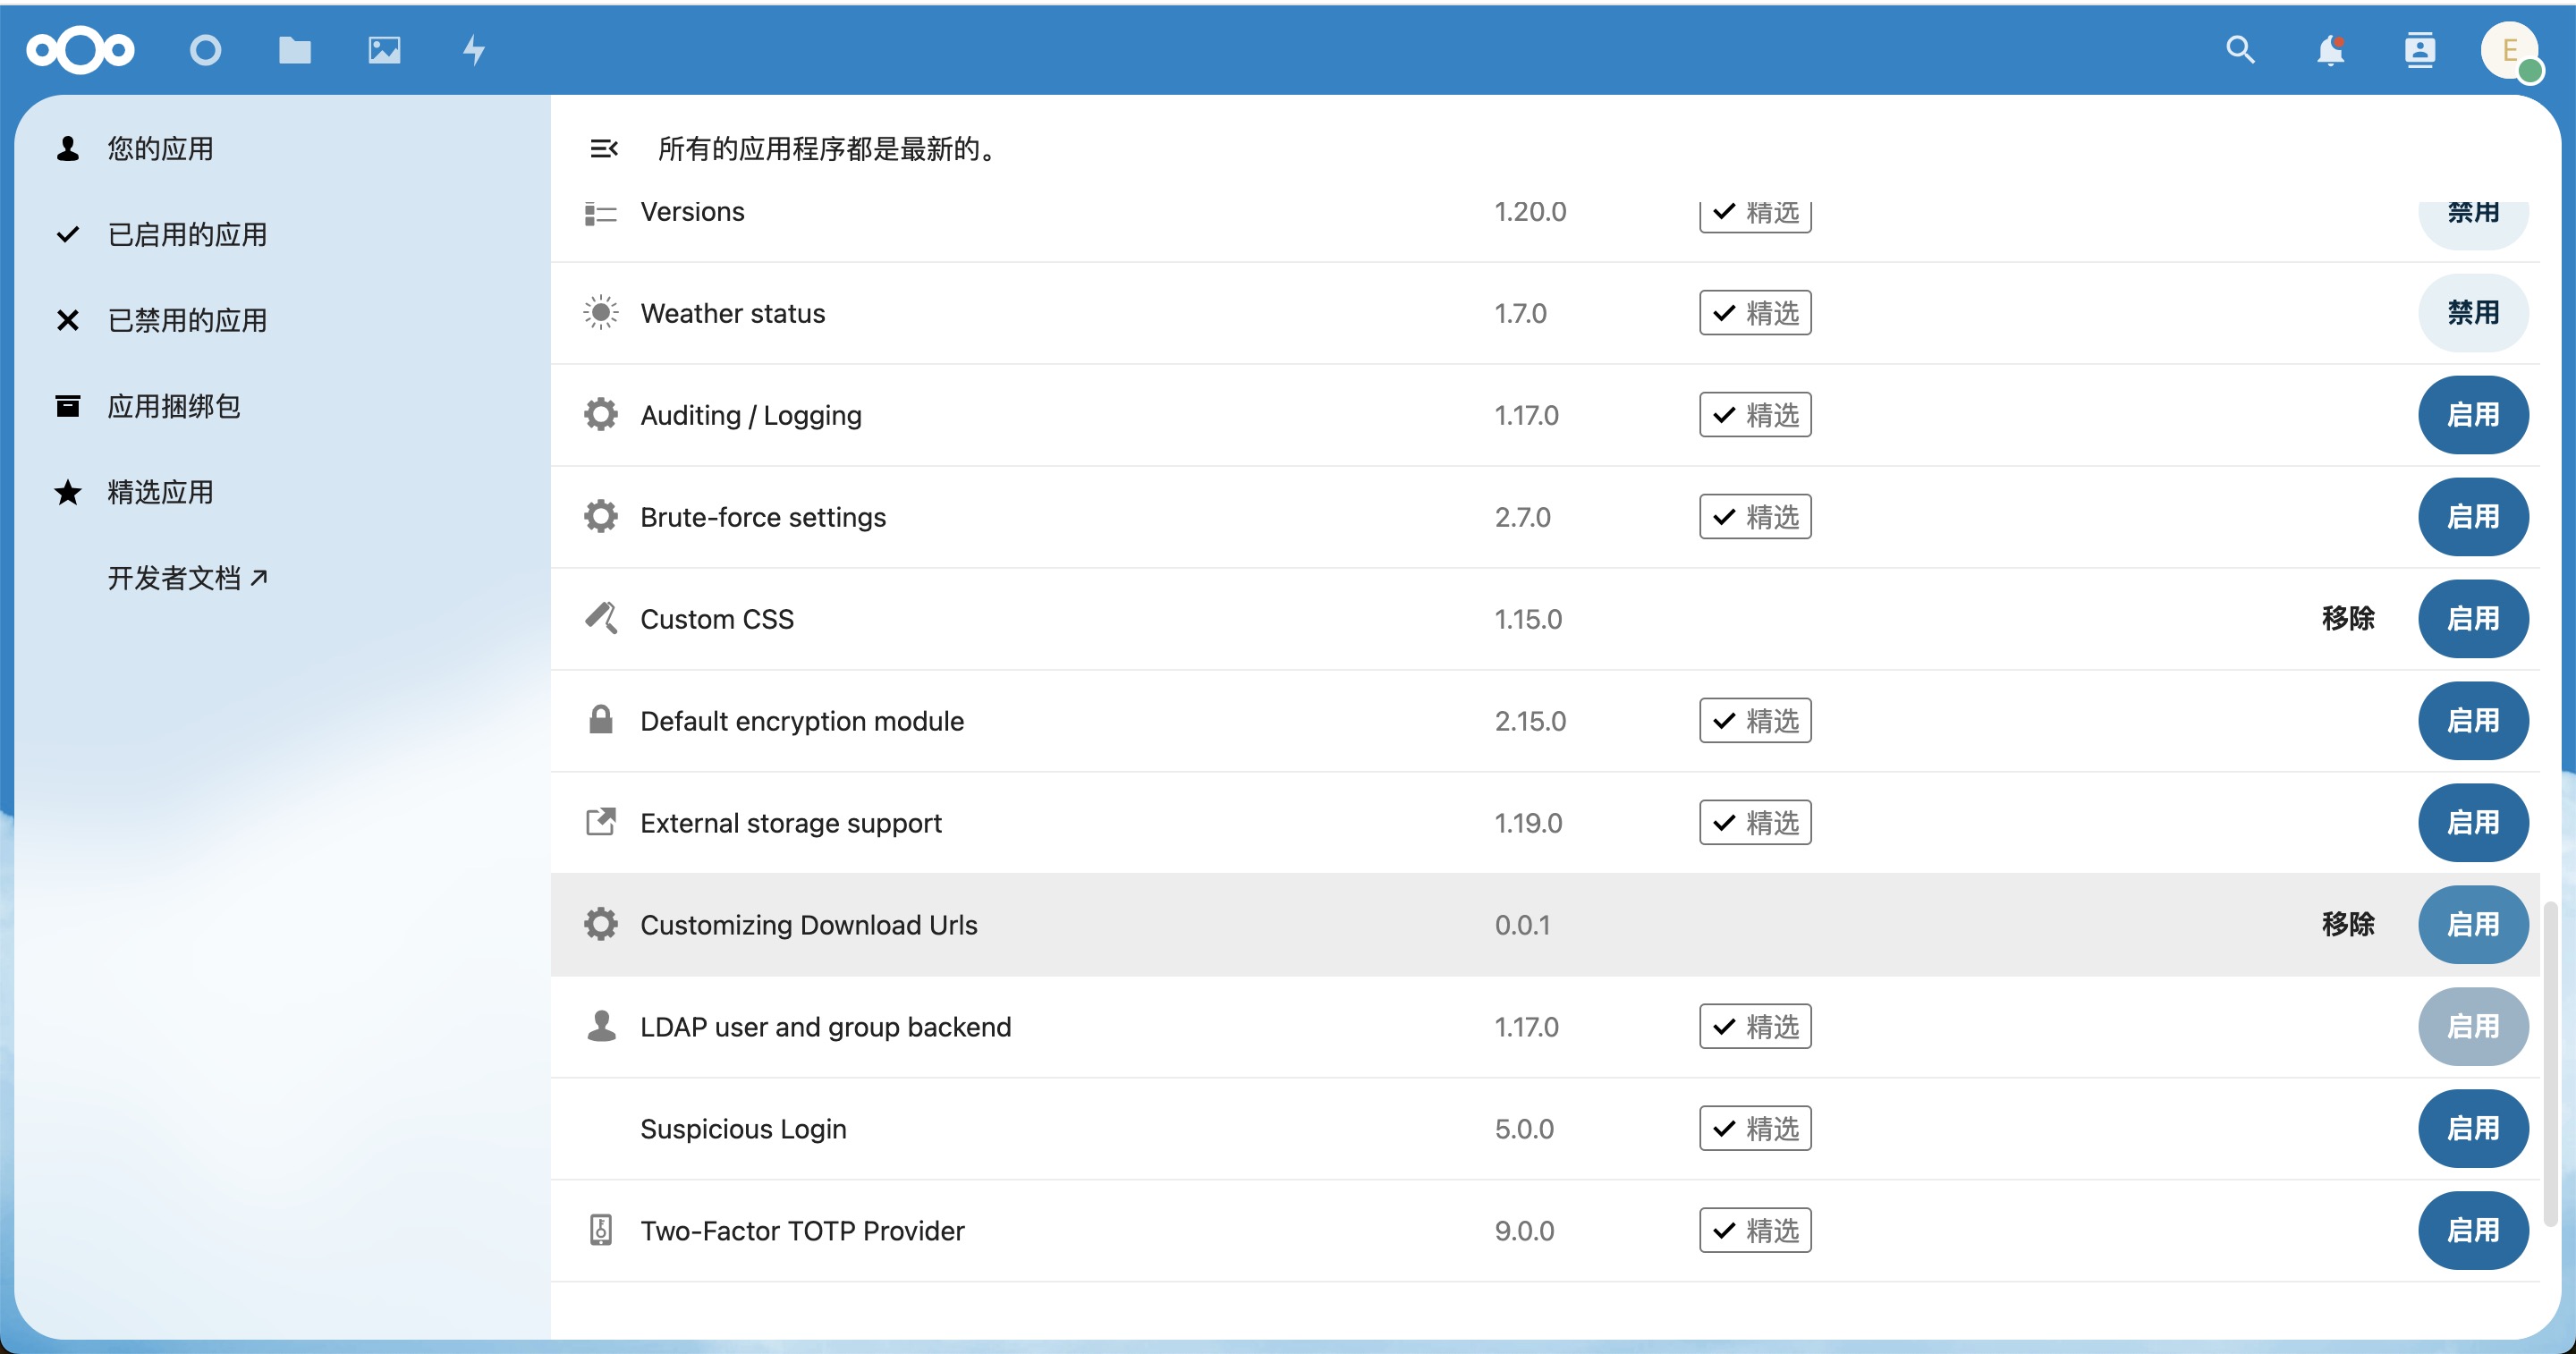 E
您的应用
已启用的应用
已禁用的应用
应用捆绑包
精选应用
开发者文档
所有的应用程序都是最新的。
Versions 1.20.0 精选 禁用
Weather status 1.7.0 精选 禁用
Auditing / Logging 1.17.0 精选 启用
Brute-force settings 2.7.0 精选 启用
Custom CSS 1.15.0 移除 启用
Default encryption module 2.15.0 精选 启用
External storage support 1.19.0 精选 启用
Customizing Download Urls 0.0.1 移除 启用
LDAP user and group backend 1.17.0 精选 启用
Suspicious Login 5.0.0 精选 启用
Two-Factor TOTP Provider 9.0.0 精选 启用